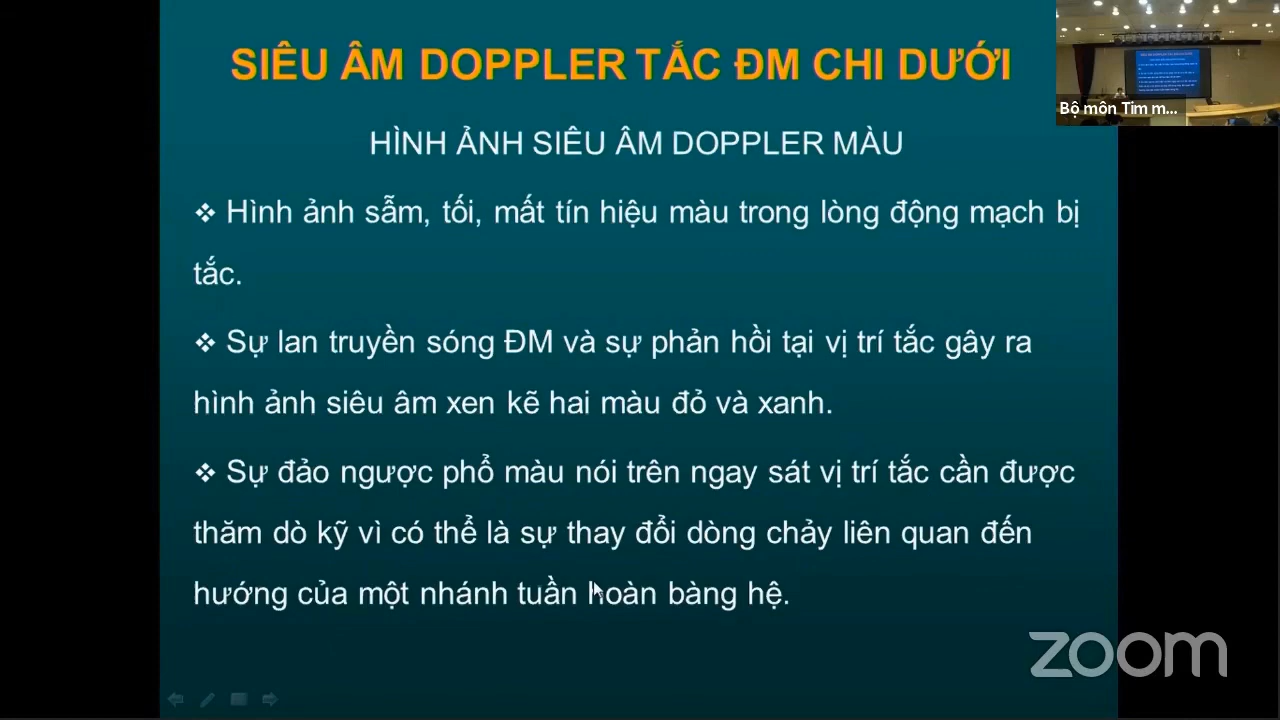 SIÊU ÂM DOPPLER TẮC ĐM CHI DƯỚI
Bộ môn Tim m...
HÌNH ẢNH SIÊU ÂM DOPPLER MÀU
❖ Hình ảnh sẫm, tối, mất tín hiệu màu trong lòng động mạch bị
tắc.
❖ Sự lan truyền sóng ĐM và sự phản hồi tại vị trí tắc gây ra
hình ảnh siêu âm xen kẽ hai màu đỏ và xanh.
❖ Sự đảo ngược phổ màu nói trên ngay sát vị trí tắc cần được
thăm dò kỹ vì có thể là sự thay đổi dòng chảy liên quan đến
hướng của một nhánh tuần hoàn bàng hệ.
zoom